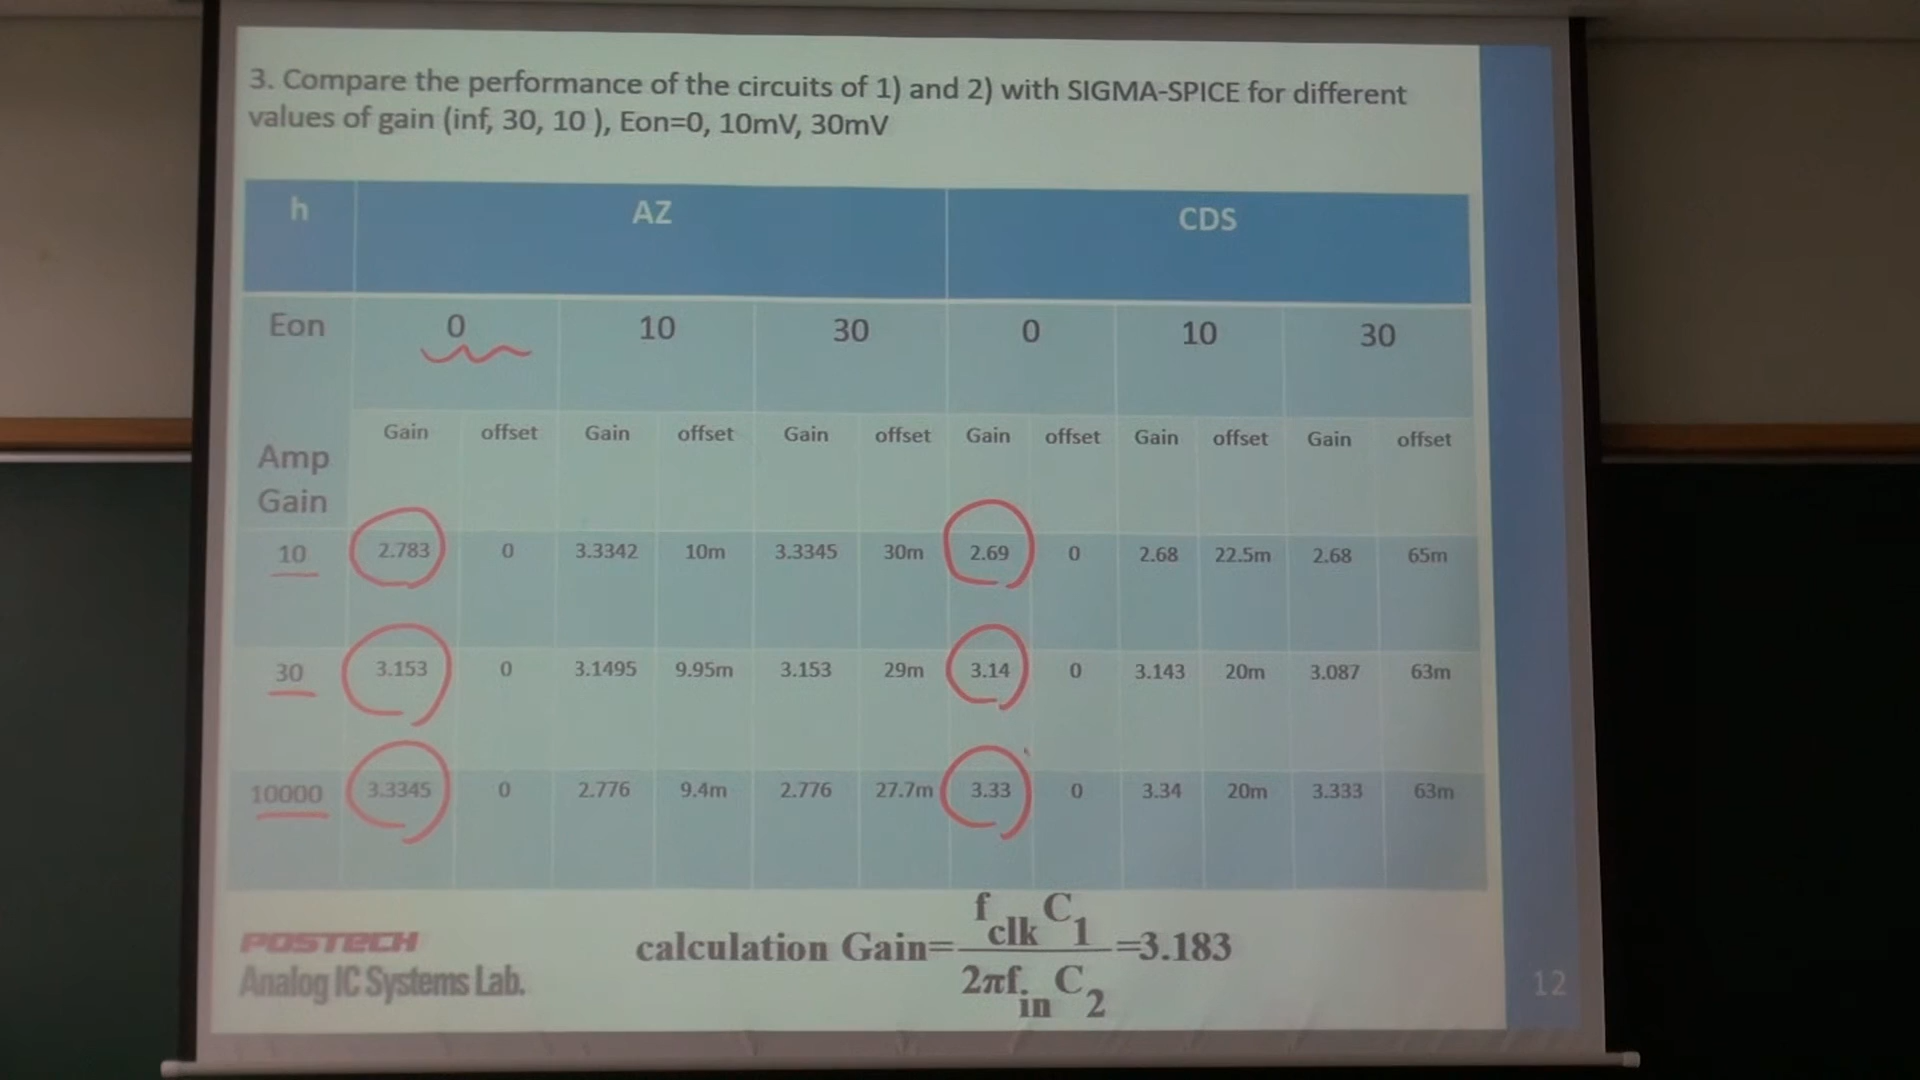 3. Compare the performance of the circuits of 1) and 2) with SIGMA-SPICE for different
values of gain (inf, 30, 10 ), Eon=0, 10mV, 30mV
h AZ CDS
Eon 0 10 30 0 10 30
Amp Gain Gain offset Gain offset Gain offset Gain offset Gain offset Gain offset
10 2.783 0 3.3342 10m 3.3345 30m 2.69 0 2.68 22.5m 2.68 65m
30 3.153 0 3.1495 9.95m 3.153 29m 3.14 0 3.143 20m 3.087 63m
10000 3.3345 0 2.776 9.4m 2.776 27.7m 3.33 0 3.34 20m 3.333 63m
calculation Gain= f clk C 1 / 2πf in C 2 =3.183
POSTECH
Analog IC Systems Lab.
12